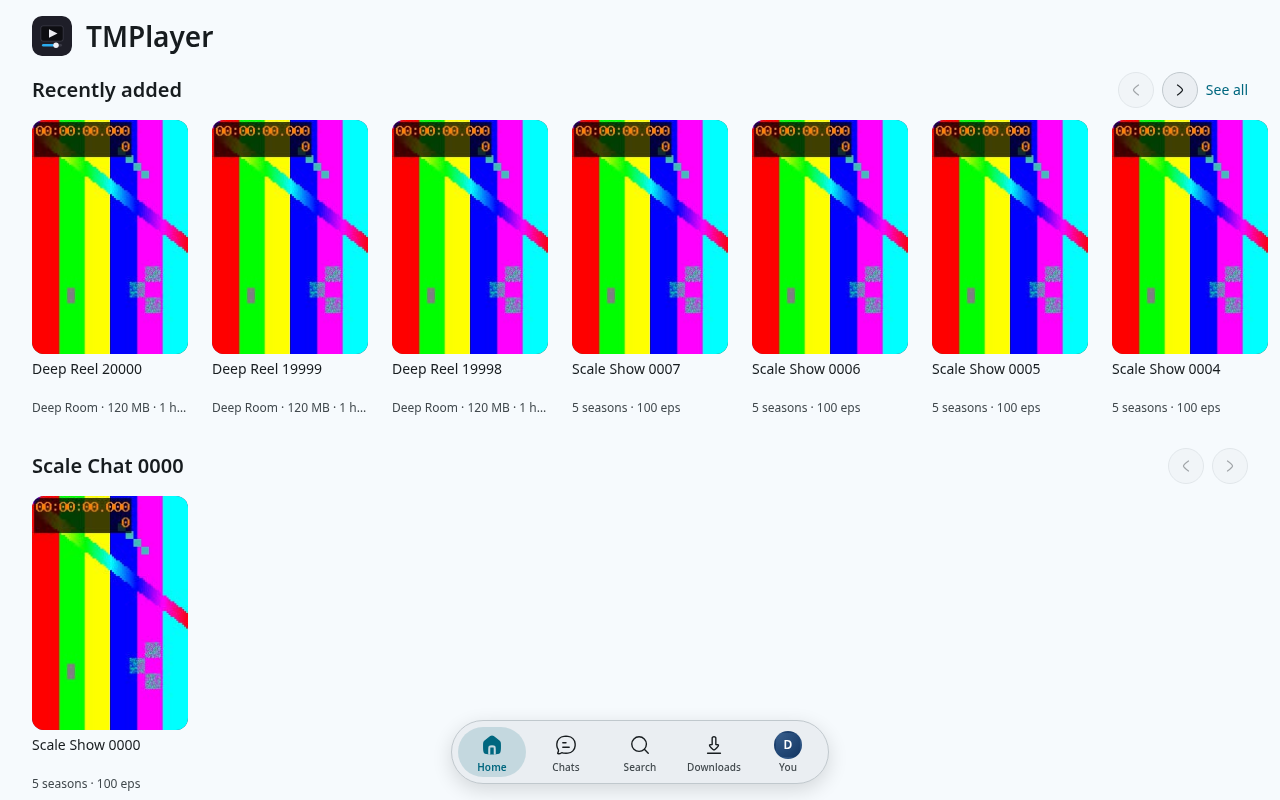 TMPlayer
Recently added
See all
00:00:00.000
0
00:00:00.000
0
00:00:00.000
0
00:00:00.000
0
00:00:00.000
0
00:00:00.000
0
00:00:00.000
0
Deep Reel 20000
Deep Reel 19999
Deep Reel 19998
Scale Show 0007
Scale Show 0006
Scale Show 0005
Scale Show 0004
Deep Room · 120 MB · 1 h...
Deep Room · 120 MB · 1 h...
Deep Room · 120 MB · 1 h...
5 seasons · 100 eps
5 seasons · 100 eps
5 seasons · 100 eps
5 seasons · 100 eps
Scale Chat 0000
00:00:00.000
0
Scale Show 0000
5 seasons · 100 eps
Home
Chats
Search
Downloads
D
You